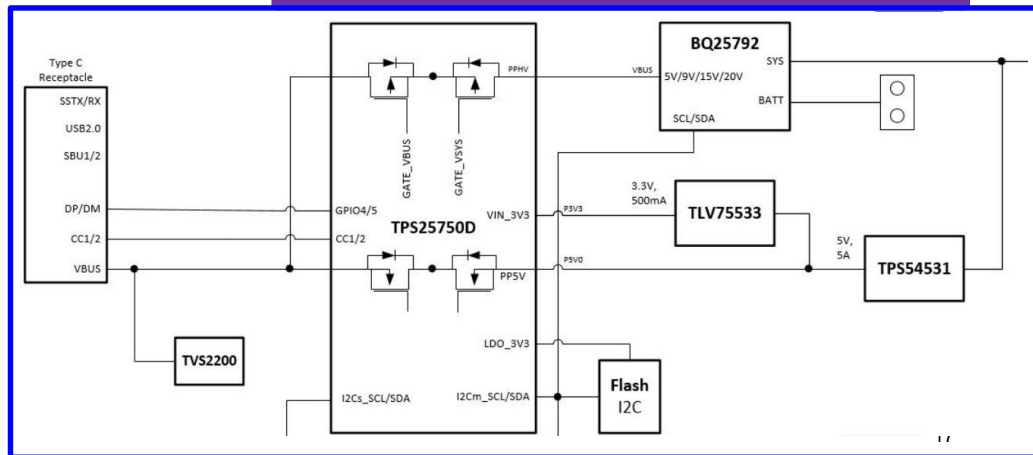 Type C
Receptacle
SSTX/RX
USB2.0
SBU1/2
DP/DM
CC1/2
VBUS
TVS2200
GATE_VBUS
GATE_VSYS
PPHV
GPIO4/5
TPS25750D
CC1/2
VIN_3V3
P3V3
PP5V
P5V0
LDO_3V3
I2Cs_SCL/SDA
I2Cm_SCL/SDA
VBUS
BQ25792
SYS
5V/9V/15V/20V
BATT
SCL/SDA
3.3V,
500mA
TLV75533
5V,
5A
TPS54531
Flash
I2C